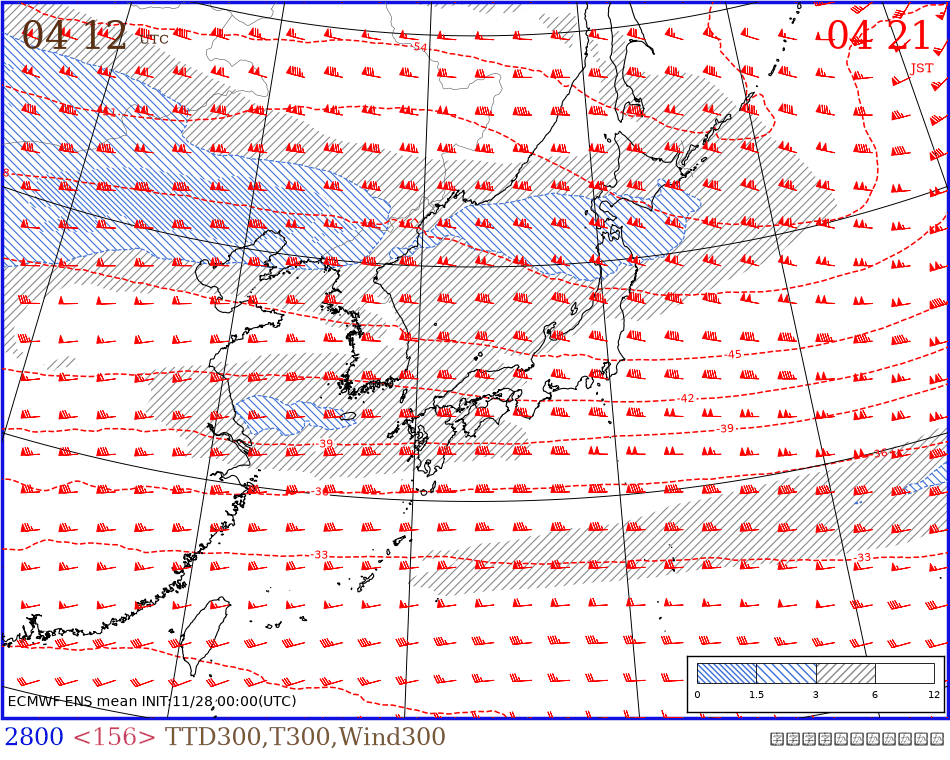 04 12 UTC
04 21 JST
-54
-45
-42
-39
-36
-39
-33
-33
0 1.5 3 6 12
ECMWF ENS mean INIT:11/28 00:00(UTC)
2800 <156> TTD300,T300,Wind300